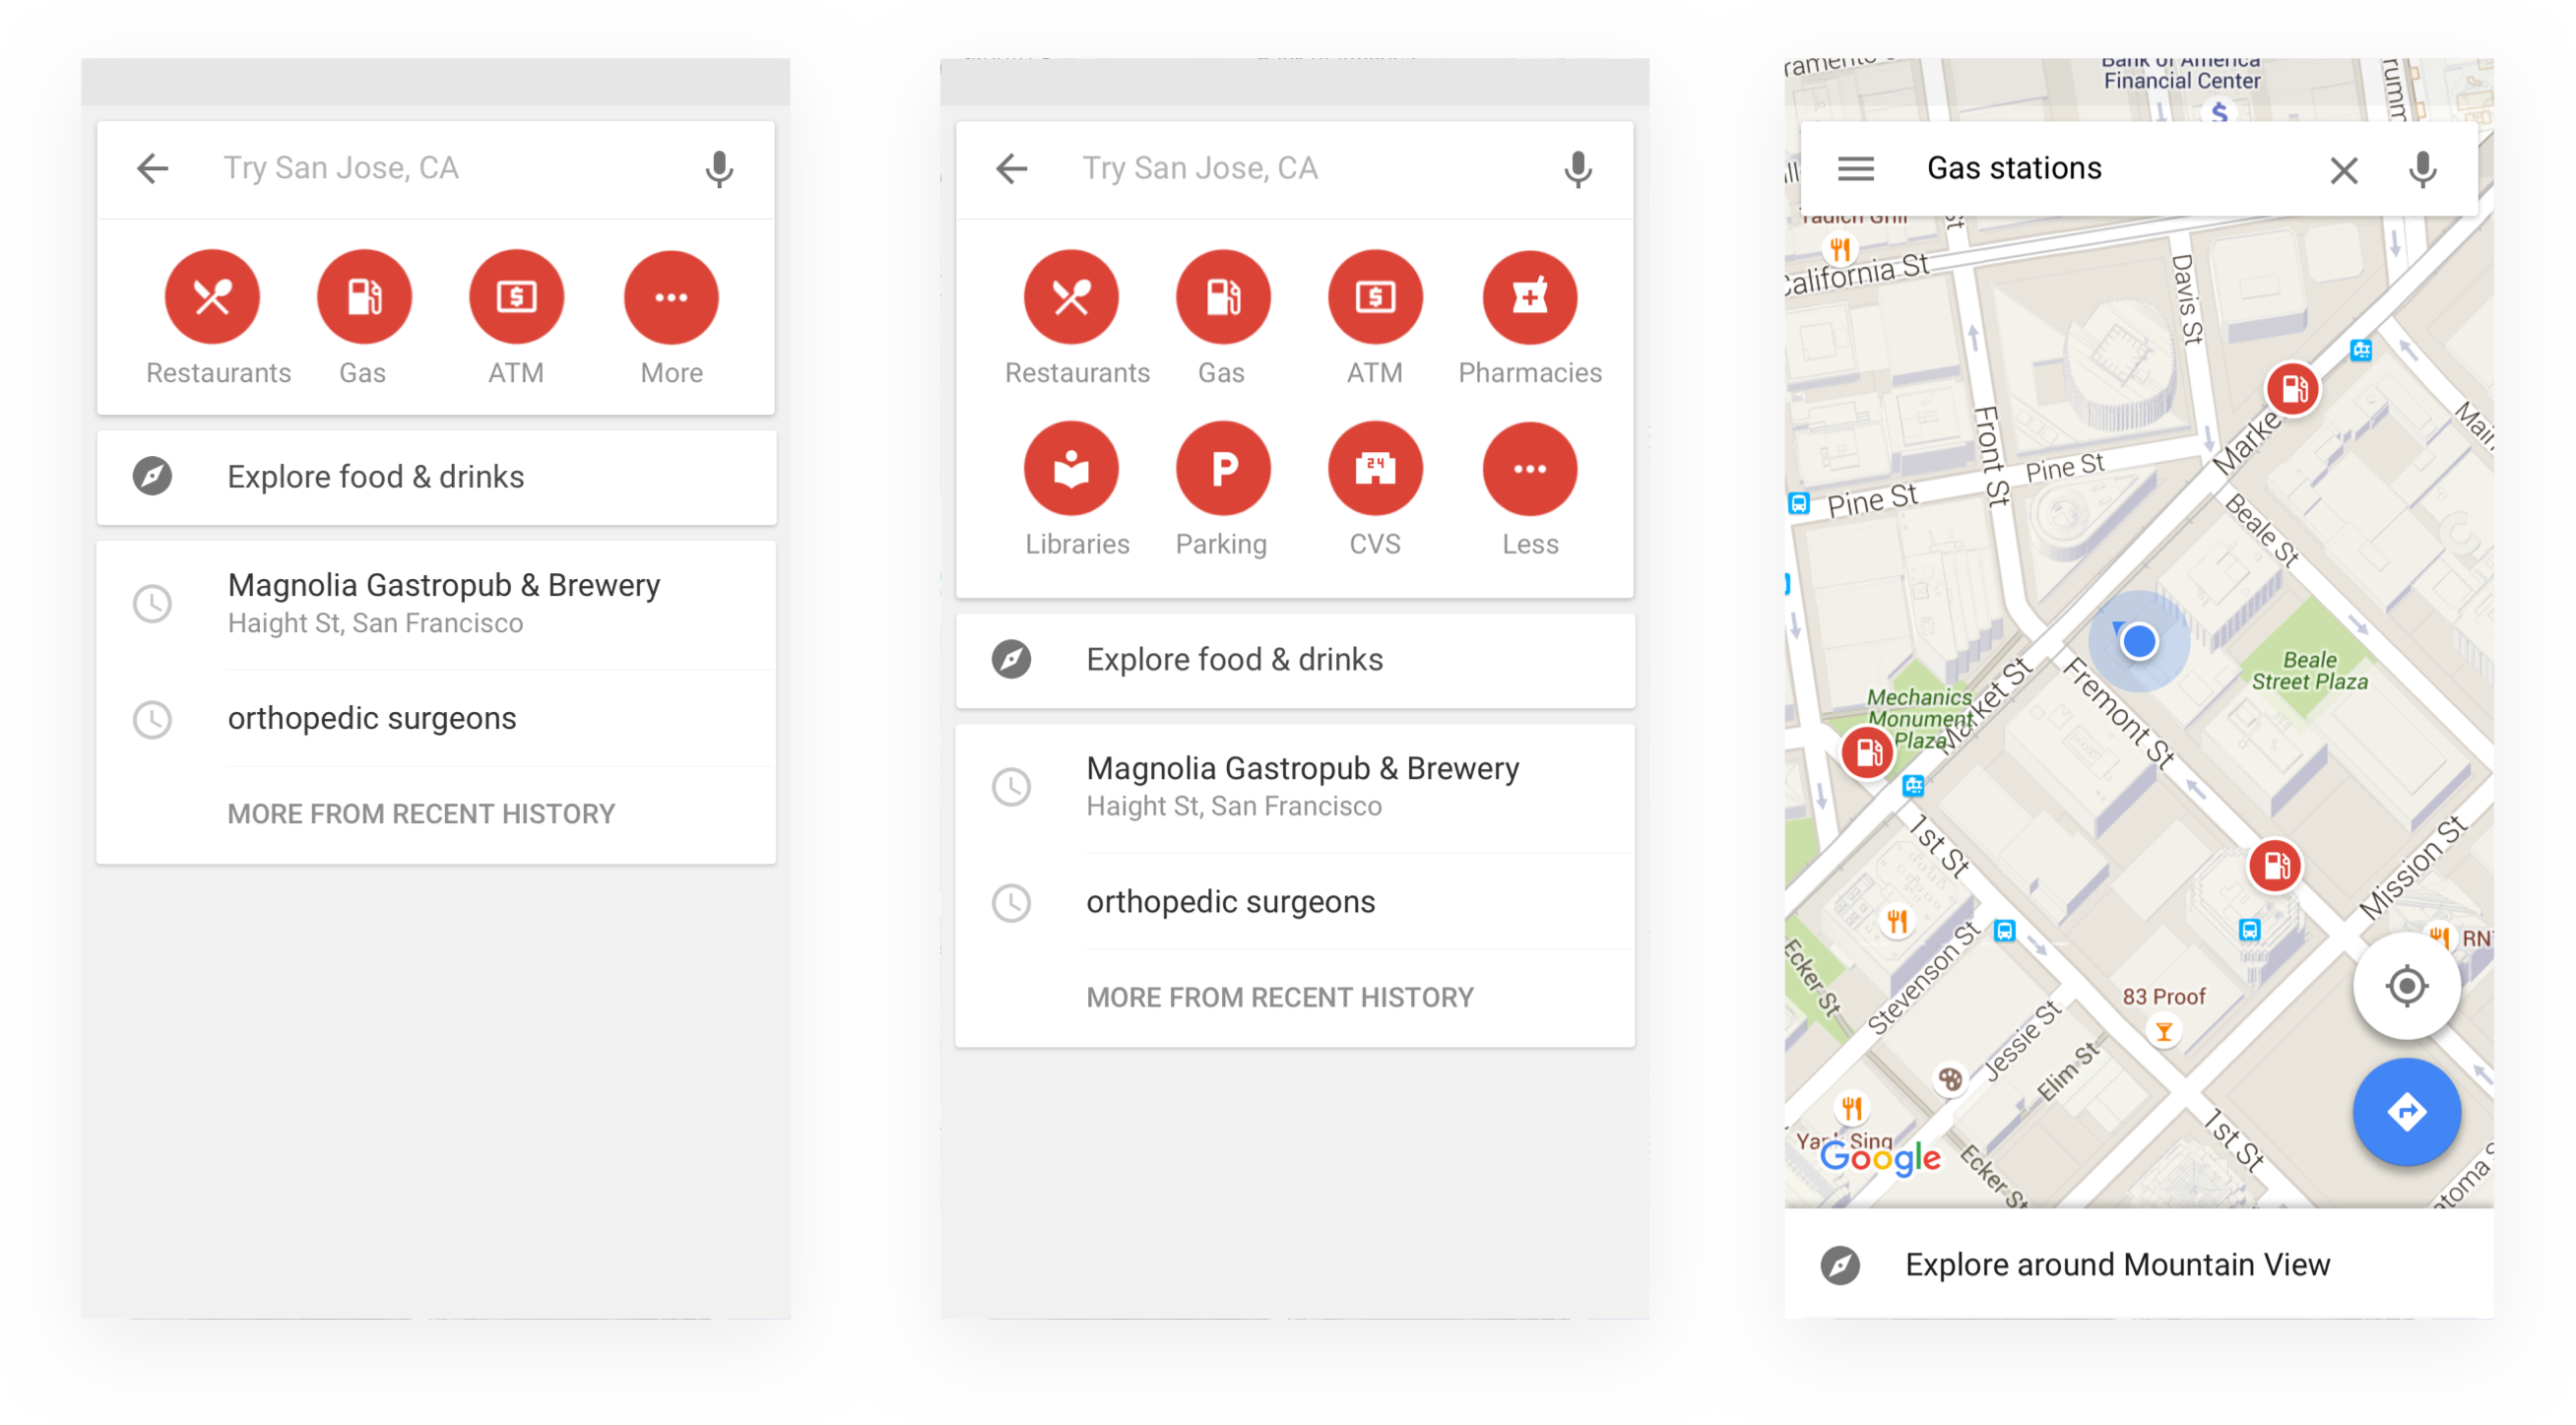 Try San Jose, CA
Restaurants
Gas
ATM
More
Explore food & drinks
Magnolia Gastropub & Brewery
Haight St, San Francisco
orthopedic surgeons
MORE FROM RECENT HISTORY
Try San Jose, CA
Restaurants
Gas
ATM
Pharmacies
P
24
Libraries
Parking
CVS
Less
Explore food & drinks
Magnolia Gastropub & Brewery
Haight St, San Francisco
orthopedic surgeons
MORE FROM RECENT HISTORY
Bank of America
Financial Center
Gas stations
Tadich Grill
California St
Davis St
Front St
Pine St
Pine St
Beale St
Beale
Street Plaza
Mechanics
Monument
Plaza
Market St
Fremont St
1st St
Mission St
Ecker St
Stevenson St
83 Proof
Jessie St
Elim St
Yank Sing
Google
Ecker St
1st St
Explore around Mountain View